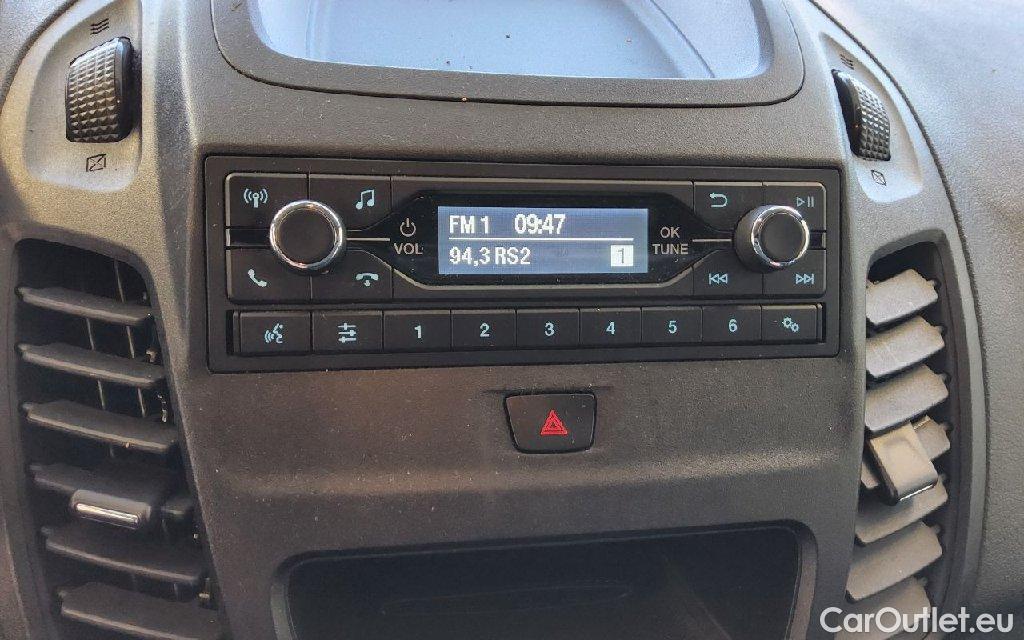 FM 1 09:47
94,3 RS2 1
VOL
OK
TUNE
1 2 3 4 5 6
CarOutlet.eu